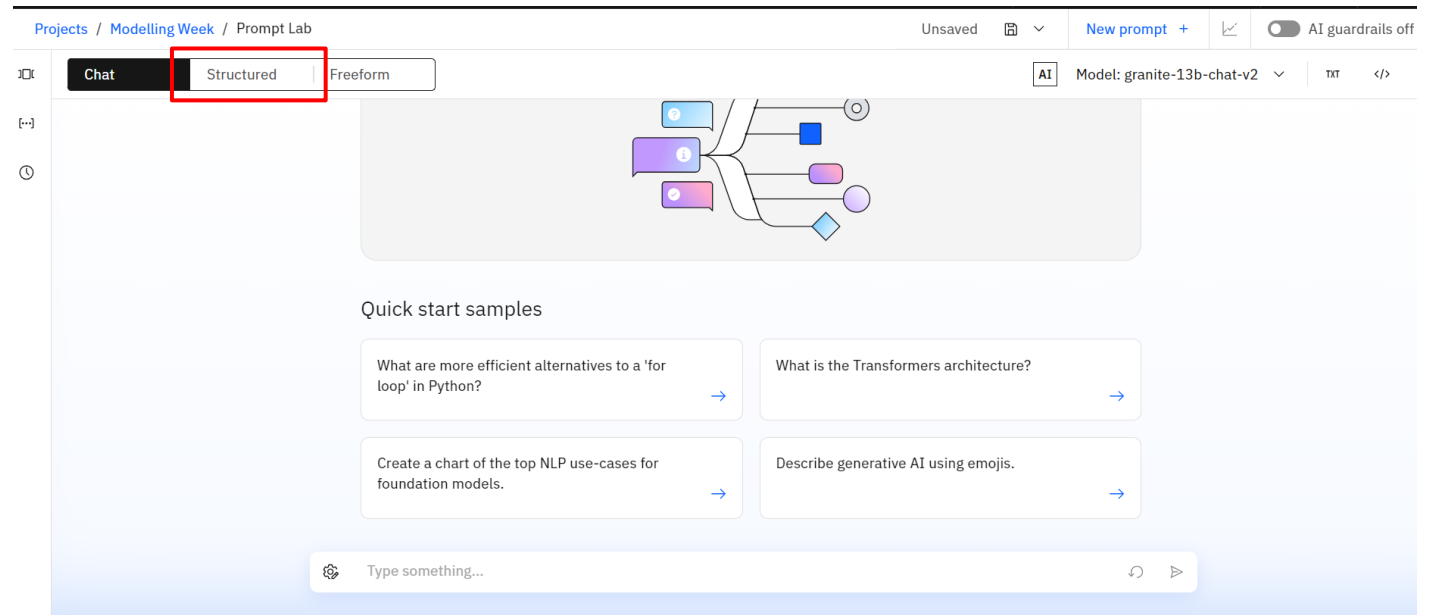 Projects / Modelling Week / Prompt Lab Unsaved New prompt + AI guardrails off
Chat Structured Freeform AI Model: granite-13b-chat-v2 TXT </>
Quick start samples
What are more efficient alternatives to a 'for
loop' in Python?
What is the Transformers architecture?
Create a chart of the top NLP use-cases for
foundation models.
Describe generative AI using emojis.
Type something...